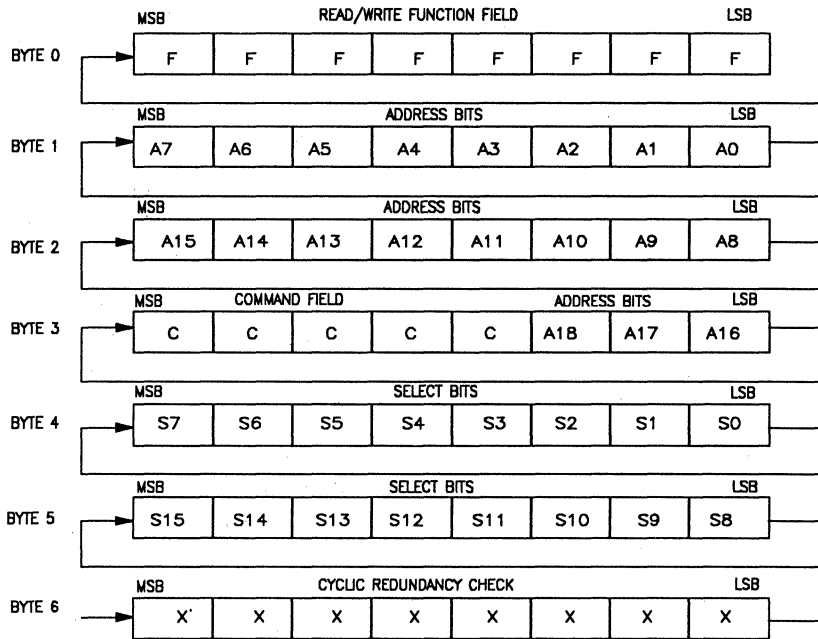 MSB READ/WRITE FUNCTION FIELD LSB
BYTE 0 F F F F F F F F
MSB ADDRESS BITS LSB
BYTE 1 A7 A6 A5 A4 A3 A2 A1 A0
MSB ADDRESS BITS LSB
BYTE 2 A15 A14 A13 A12 A11 A10 A9 A8
MSB COMMAND FIELD ADDRESS BITS LSB
BYTE 3 C C C C C A18 A17 A16
MSB SELECT BITS LSB
BYTE 4 S7 S6 S5 S4 S3 S2 S1 S0
MSB SELECT BITS LSB
BYTE 5 S15 S14 S13 S12 S11 S10 S9 S8
MSB CYCLIC REDUNDANCY CHECK LSB
BYTE 6 X X X X X X X X